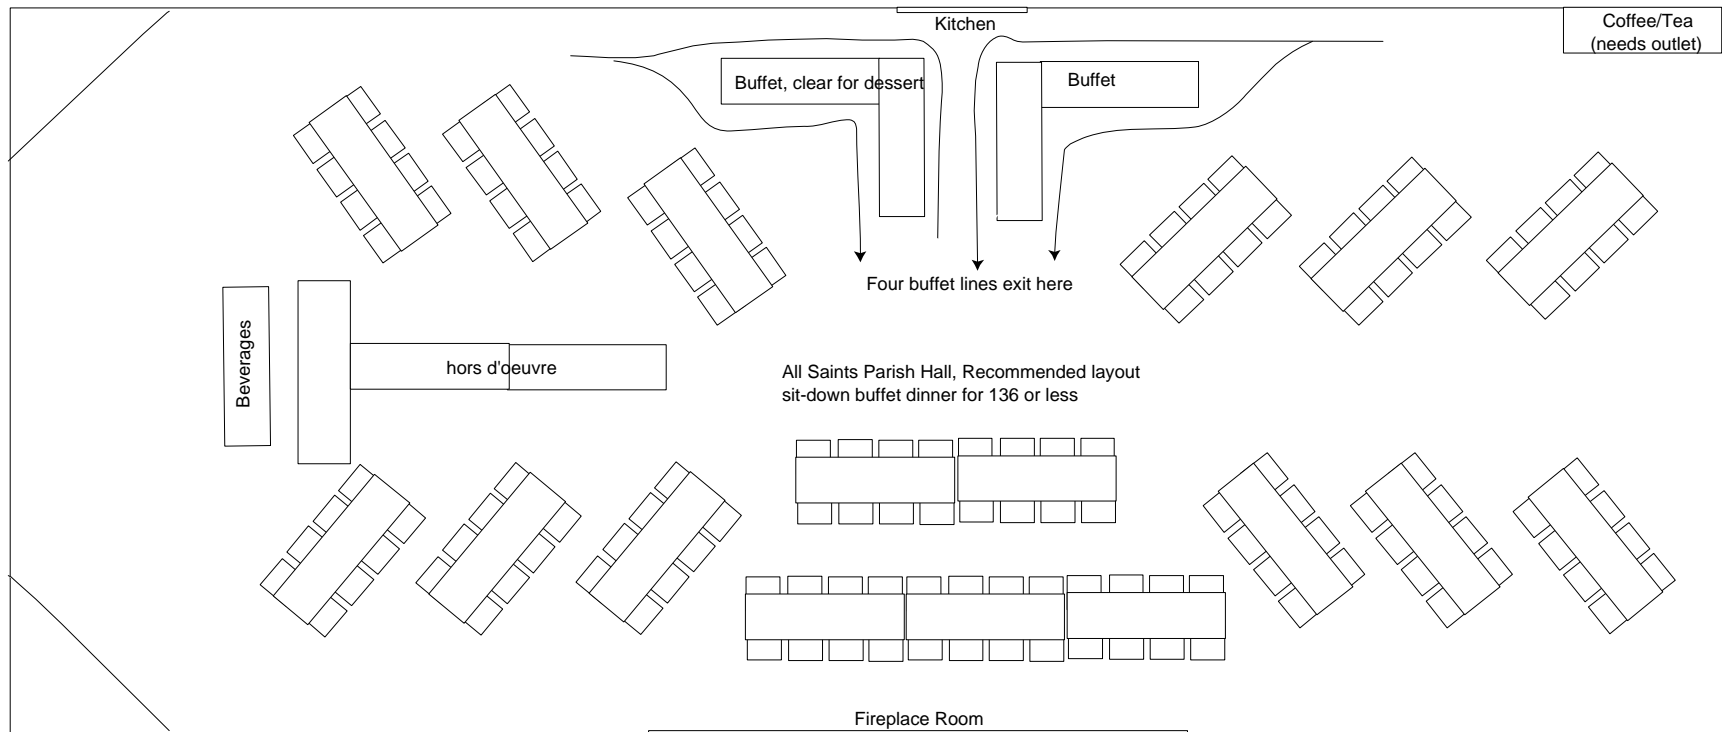 Kitchen
Coffee/Tea
(needs outlet)
Buffet, clear for dessert
Buffet
Four buffet lines exit here
Beverages
hors d'oeuvre
All Saints Parish Hall, Recommended layout
sit-down buffet dinner for 136 or less
Fireplace Room